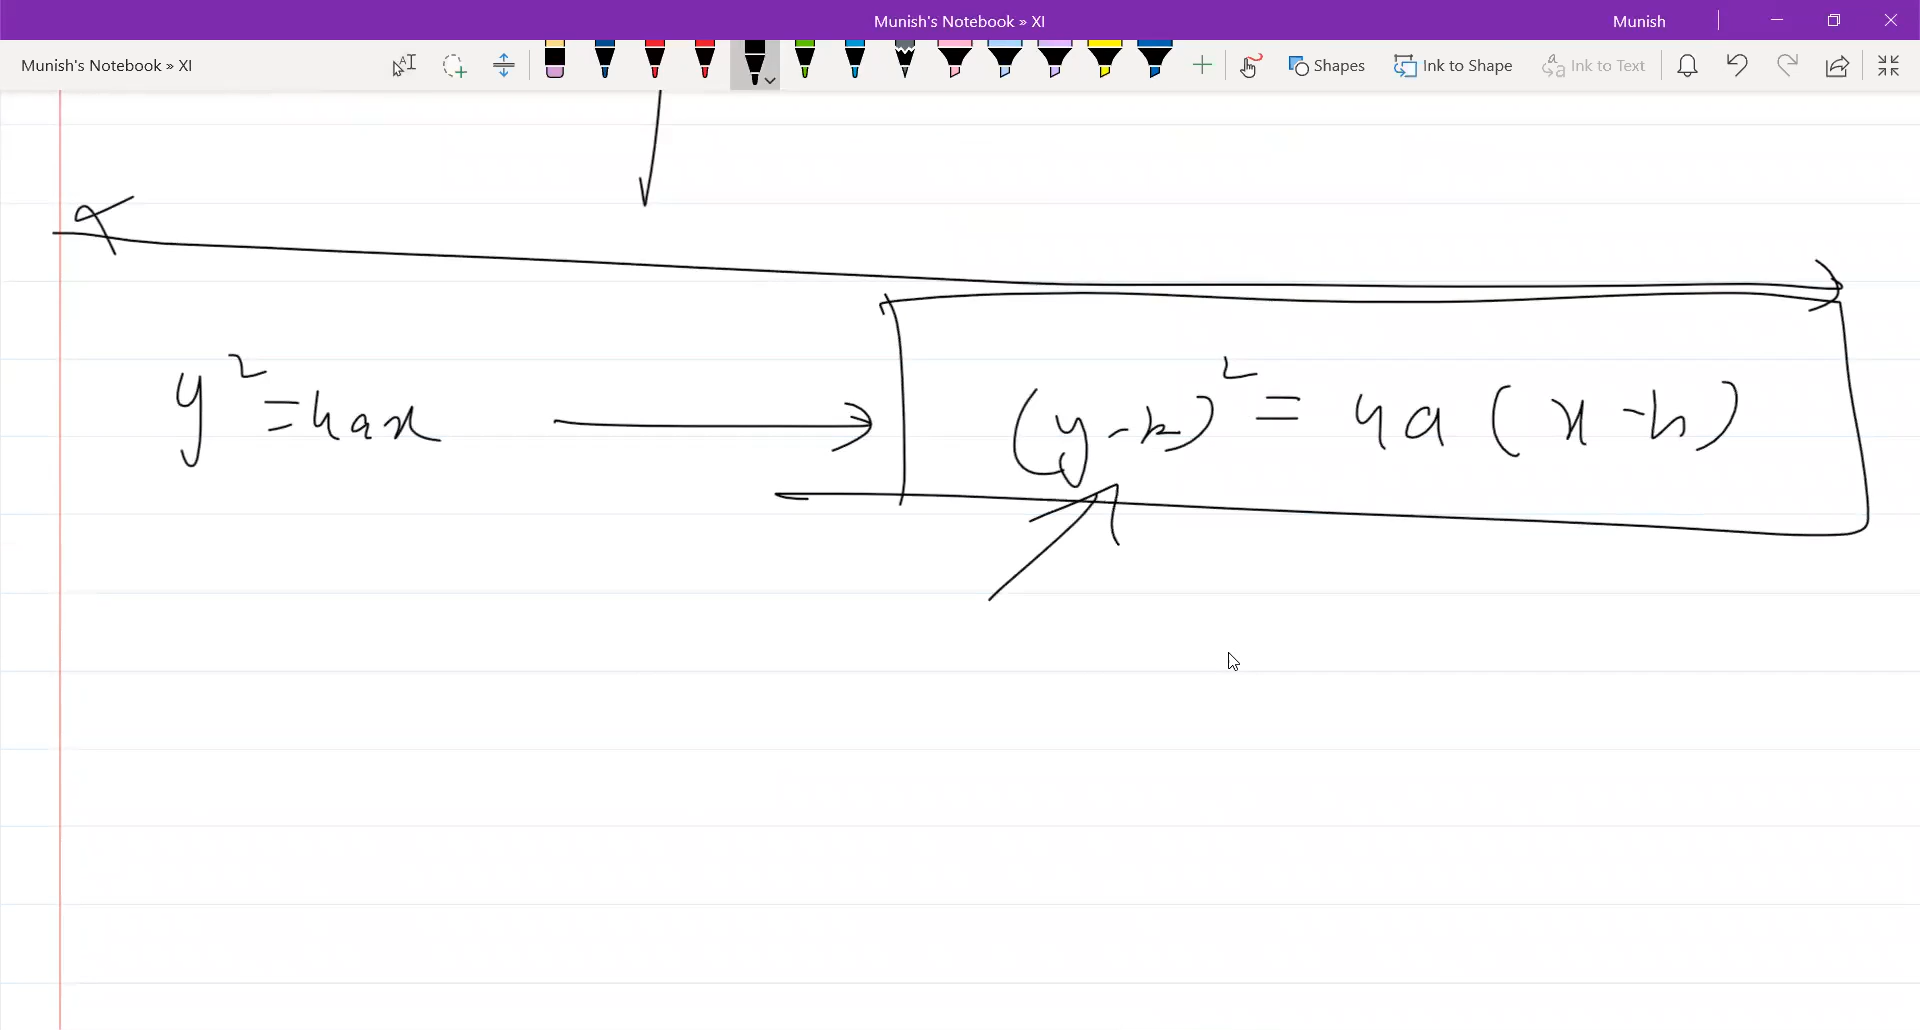 Munish's Notebook » XI
Munish
Munish's Notebook » XI
Shapes
Ink to Shape
Ink to Text
y² = 4ax → (y-k)² = 4a(x-h)